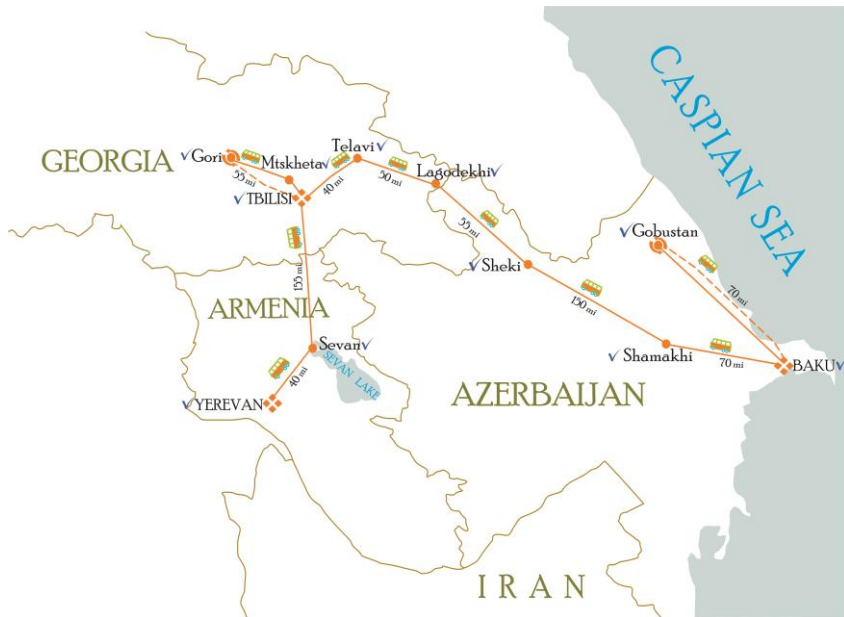 CASPIAN SEA
GEORGIA
Gori
Mtskheta
Telavi
Lagodekhi
55 mi
TBILISI
40 mi
50 mi
Gobustan
55 mi
Sheki
70 mi
155 mi
150 mi
ARMENIA
Sevan
SEVAN LAKE
Shamakhi
70 mi
BAKU
40 mi
YEREVAN
AZERBAIJAN
IRAN